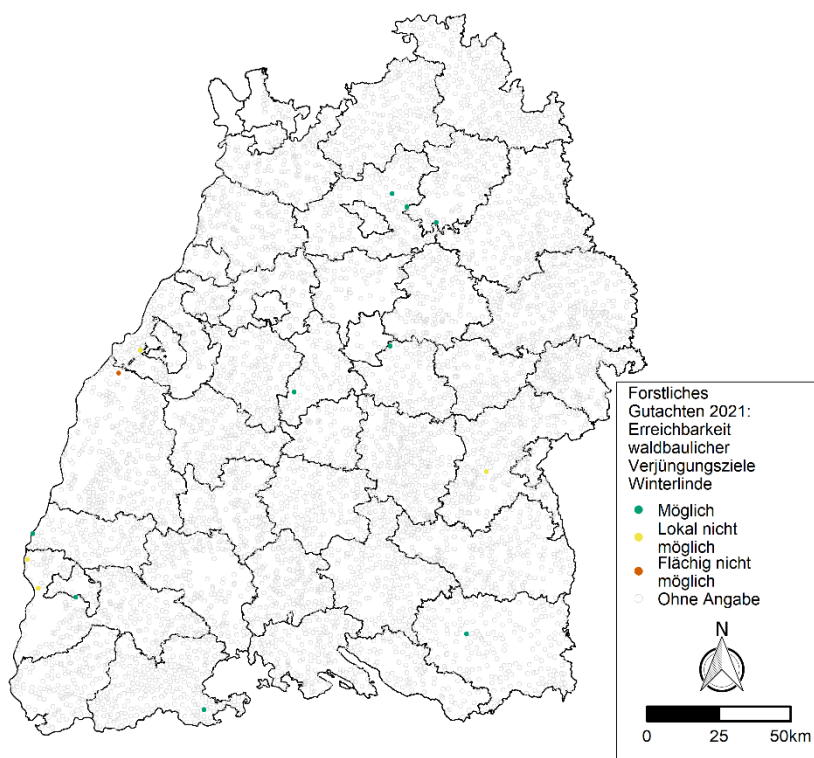 Forstliches
Gutachten 2021:
Erreichbarkeit
waldbaulicher
Verjüngungsziele
Winterlinde
Möglich
Lokal nicht
möglich
Flächig nicht
möglich
Ohne Angabe
N
0 25 50km